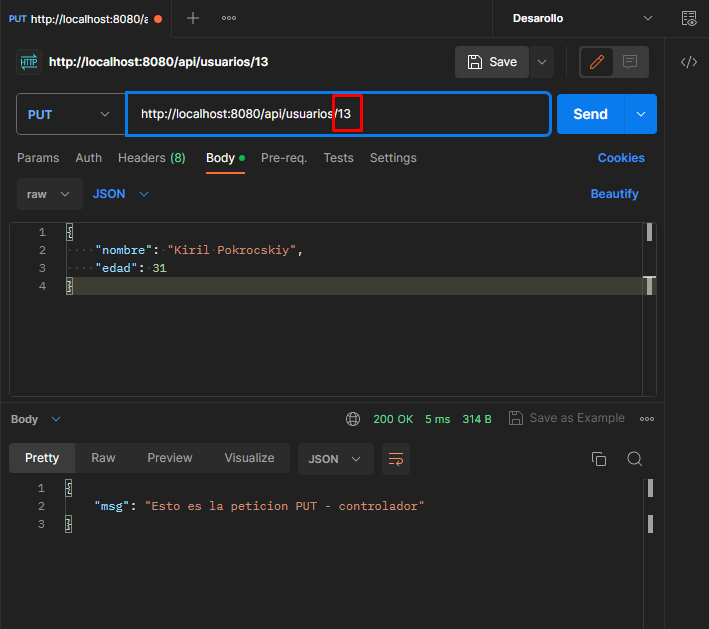 PUT http://localhost:8080/a
Desarollo
HTTP http://localhost:8080/api/usuarios/13
Save
PUT
http://localhost:8080/api/usuarios/13
Send
Params Auth Headers (8) Body Pre-req. Tests Settings Cookies
raw JSON Beautify
1 {
2 "nombre": "Kiril Pokrocskiy",
3 "edad": 31
4 }
Body 200 OK 5 ms 314 B Save as Example
Pretty Raw Preview Visualize JSON
1 {
2 "msg": "Esto es la peticion PUT - controlador"
3 }